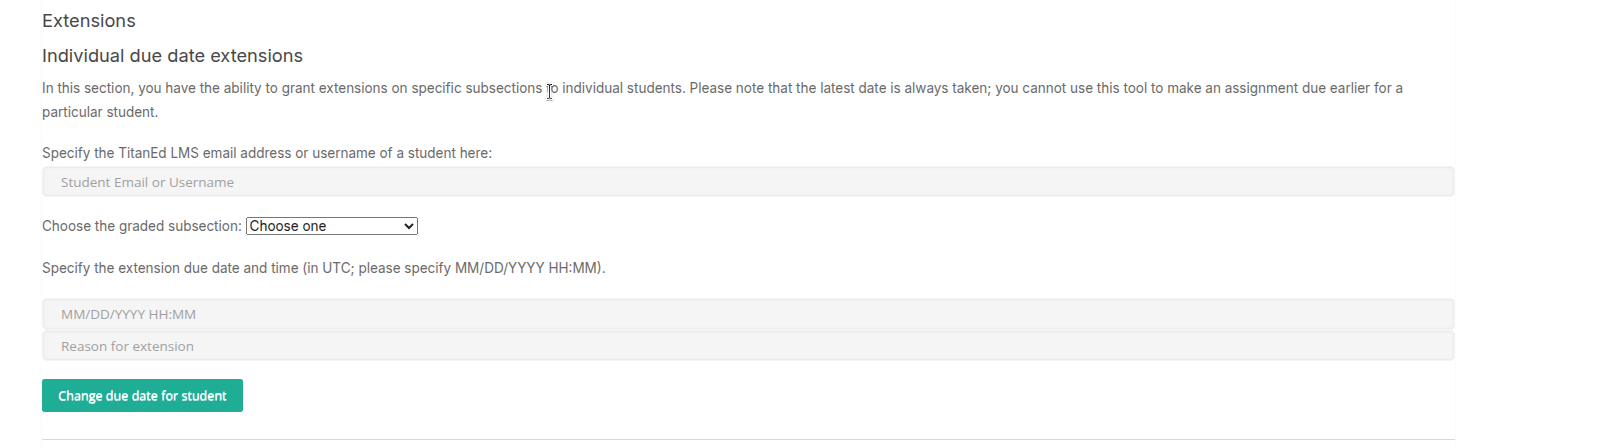 Extensions
Individual due date extensions
In this section, you have the ability to grant extensions on specific subsections to individual students. Please note that the latest date is always taken; you cannot use this tool to make an assignment due earlier for a
particular student.
Specify the TitanEd LMS email address or username of a student here:
Student Email or Username
Choose the graded subsection: Choose one
Specify the extension due date and time (in UTC; please specify MM/DD/YYYY HH:MM).
MM/DD/YYYY HH:MM
Reason for extension
Change due date for student